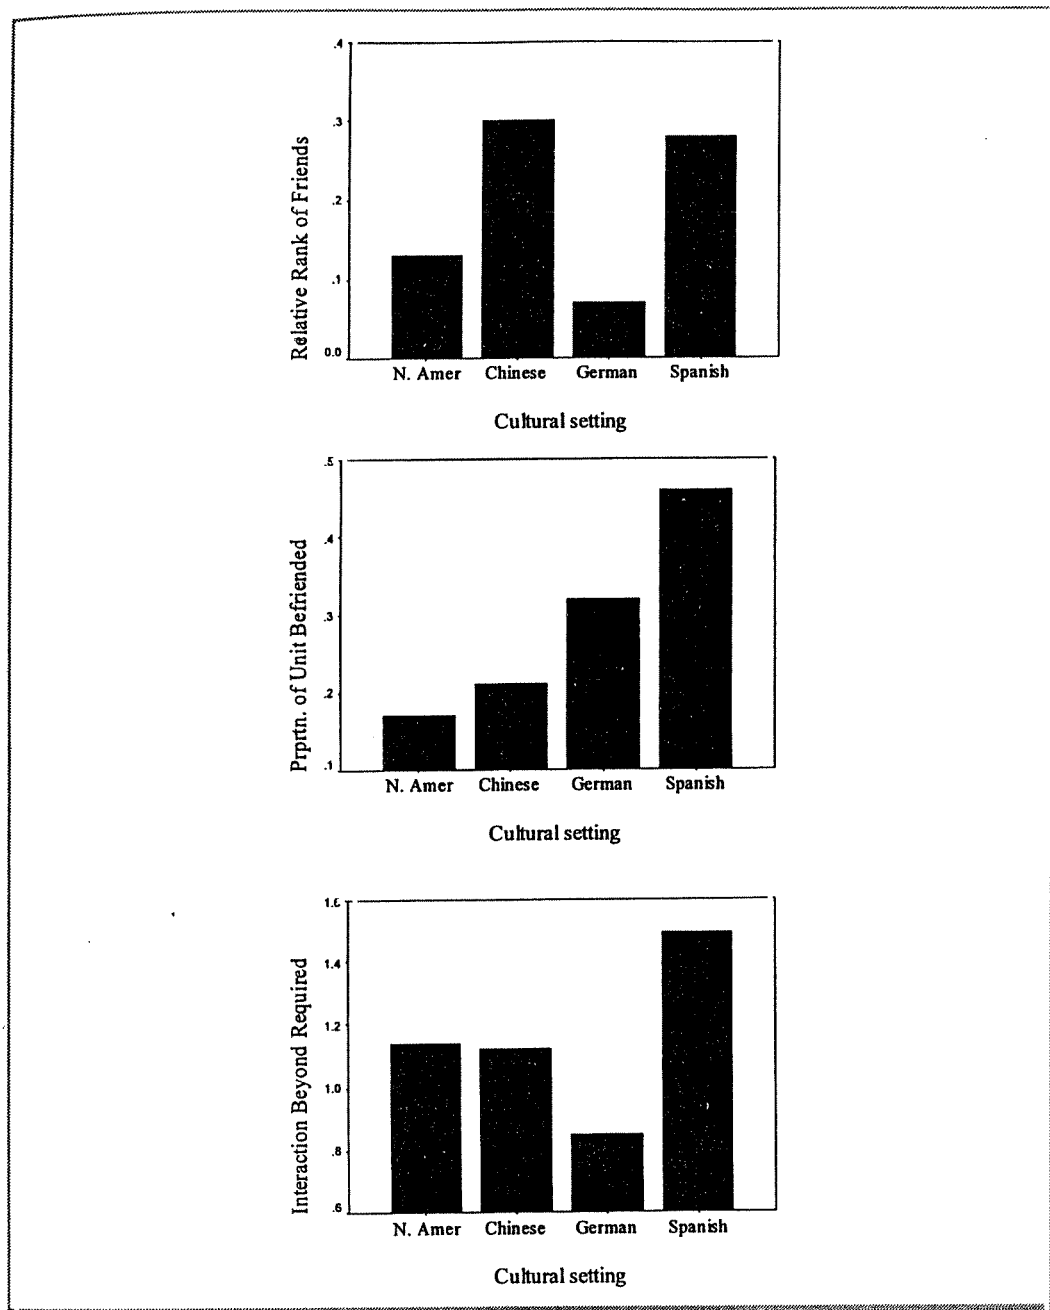 .4
.3
.2
.1
0.0
Relative Rank of Friends
N. Amer Chinese German Spanish
Cultural setting
.5
.4
.3
.2
.1
Prprtn. of Unit Befriended
N. Amer Chinese German Spanish
Cultural setting
1.6
1.4
1.2
1.0
.8
.6
Interaction Beyond Required
N. Amer Chinese German Spanish
Cultural setting